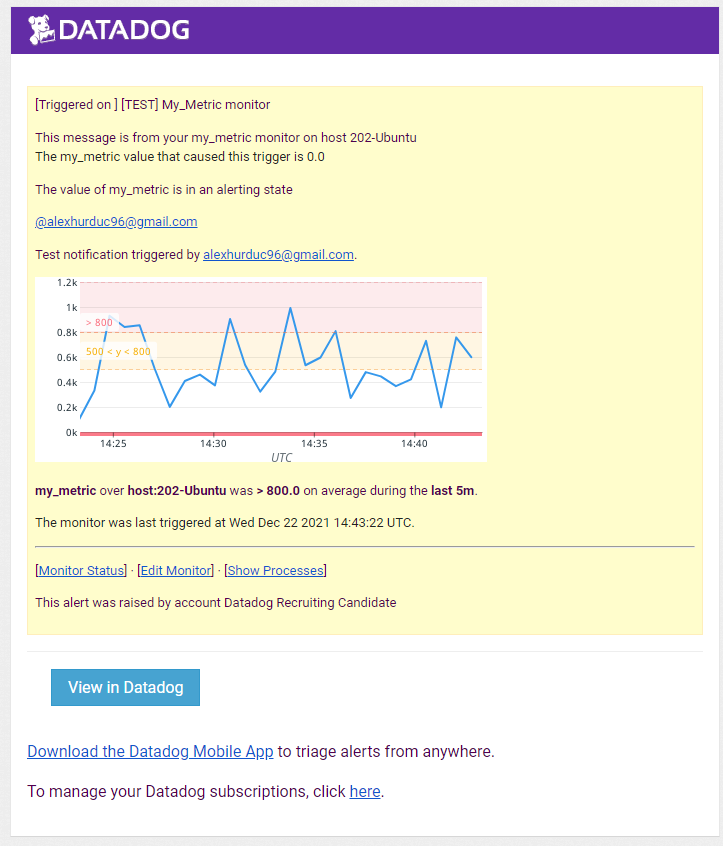 DATADOG
[Triggered on ] [TEST] My_Metric monitor
This message is from your my_metric monitor on host 202-Ubuntu
The my_metric value that caused this trigger is 0.0
The value of my_metric is in an alerting state
@alexhurduc96@gmail.com
Test notification triggered by alexhurduc96@gmail.com.
1.2k
1k
> 800
0.8k
500 < y < 800
0.6k
0.4k
0.2k
0k
14:25 14:30 14:35 14:40
UTC
my_metric over host:202-Ubuntu was > 800.0 on average during the last 5m.
The monitor was last triggered at Wed Dec 22 2021 14:43:22 UTC.
[Monitor Status] · [Edit Monitor] · [Show Processes]
This alert was raised by account Datadog Recruiting Candidate
View in Datadog
Download the Datadog Mobile App to triage alerts from anywhere.
To manage your Datadog subscriptions, click here.